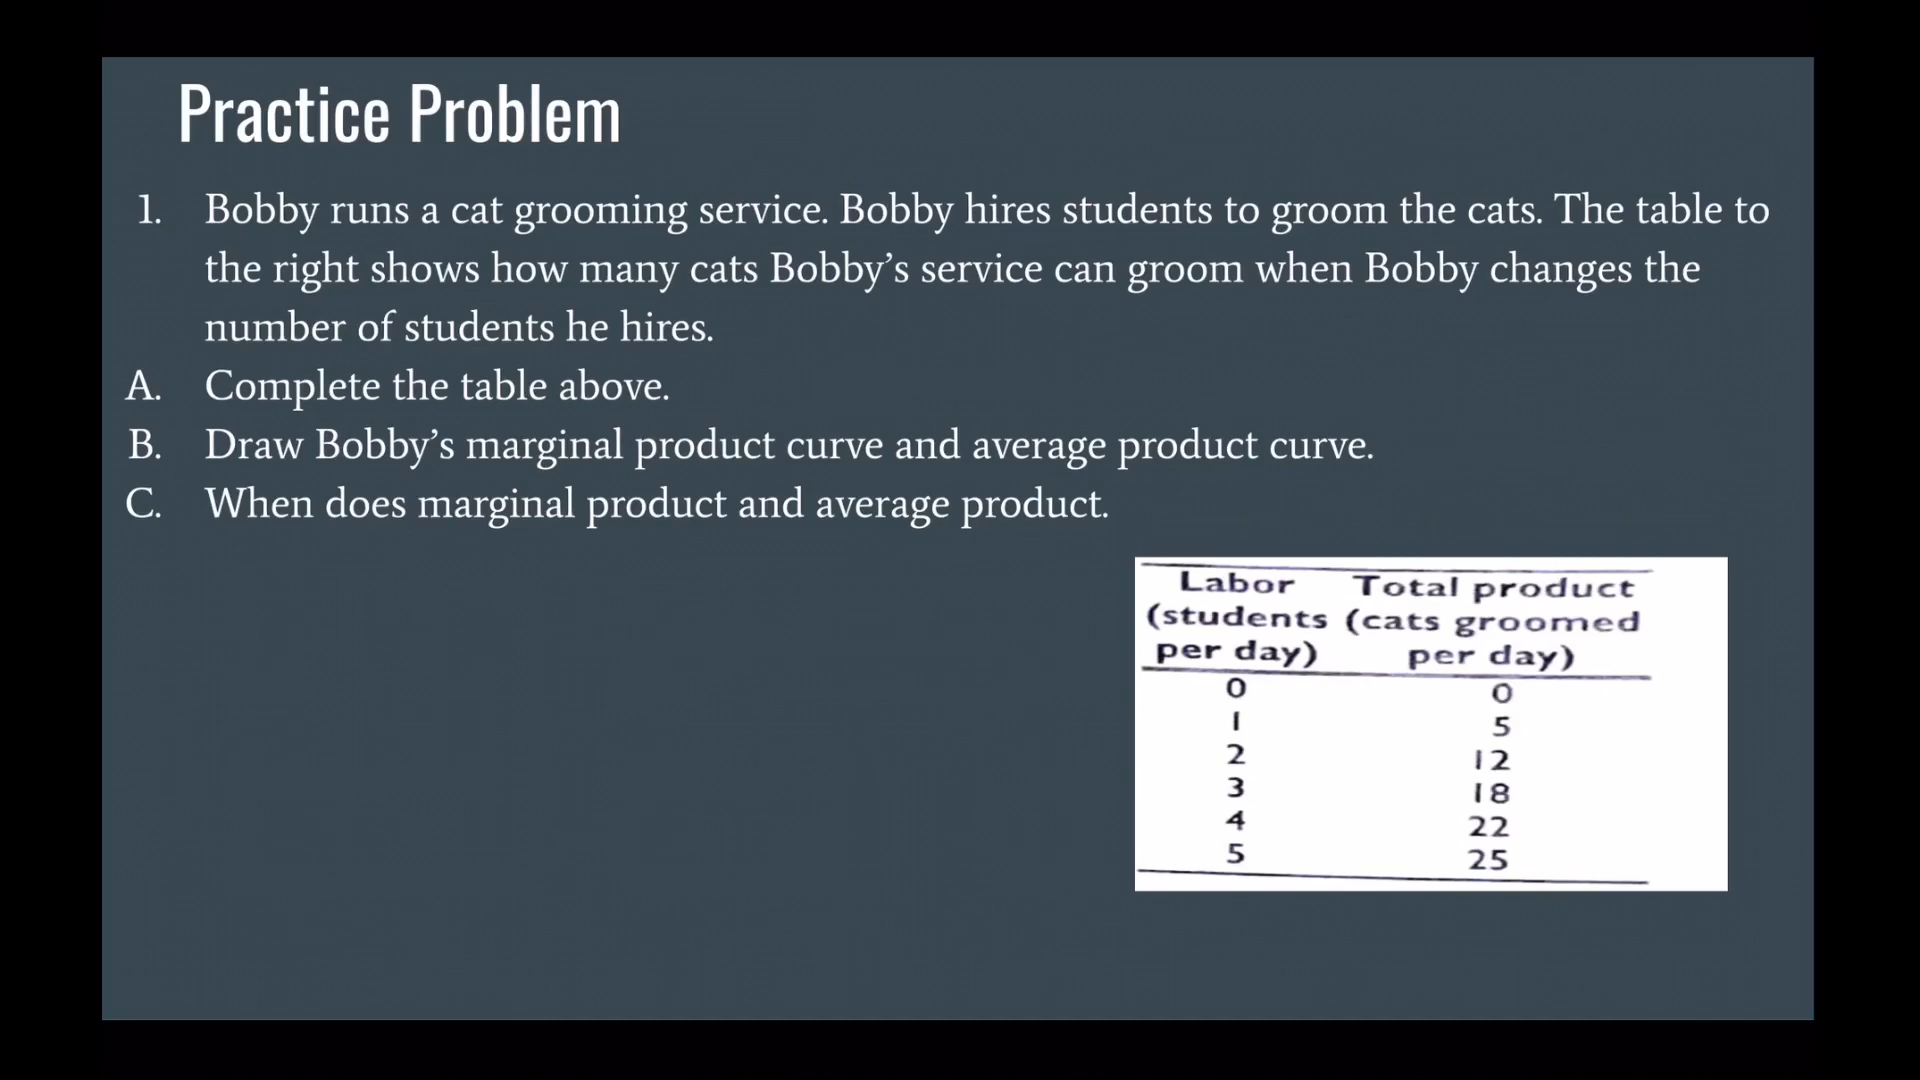 Practice Problem
1. Bobby runs a cat grooming service. Bobby hires students to groom the cats. The table to
the right shows how many cats Bobby’s service can groom when Bobby changes the
number of students he hires.
A. Complete the table above.
B. Draw Bobby’s marginal product curve and average product curve.
C. When does marginal product and average product.
Labor Total product
(students (cats groomed
per day) per day)
0 0
1 5
2 12
3 18
4 22
5 25